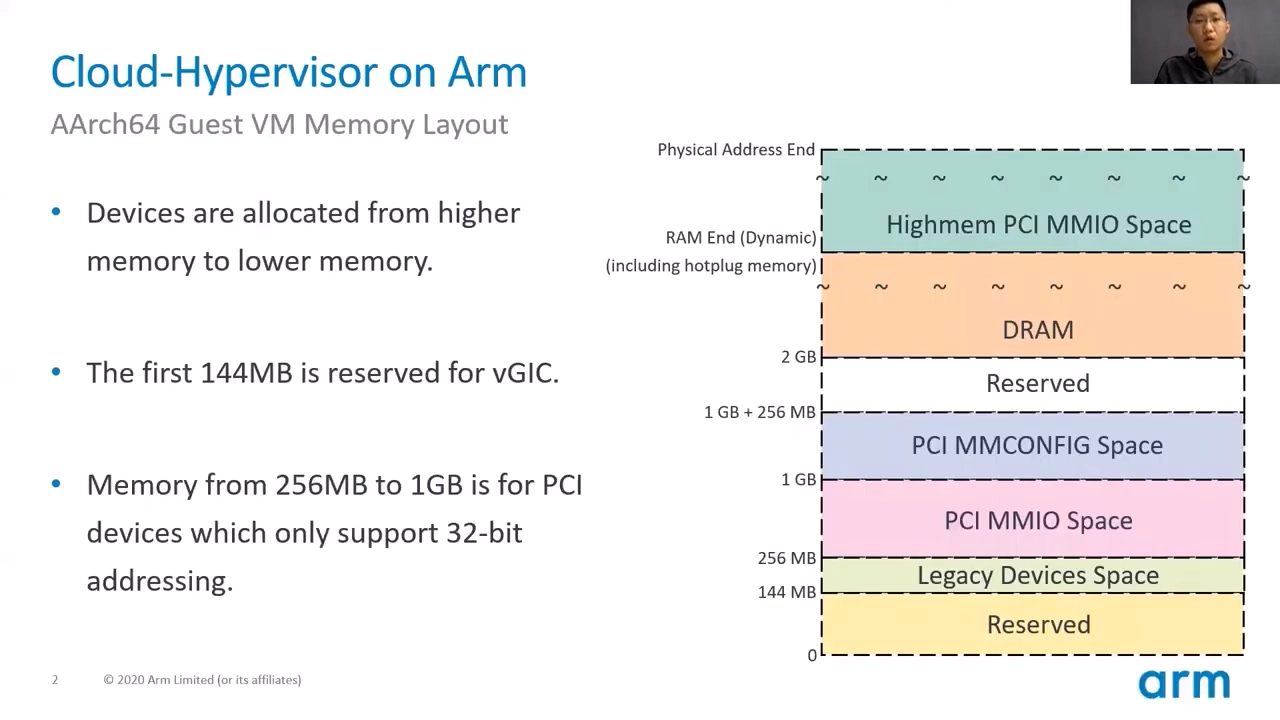 Cloud-Hypervisor on Arm
AArch64 Guest VM Memory Layout
• Devices are allocated from higher
memory to lower memory.
• The first 144MB is reserved for vGIC.
• Memory from 256MB to 1GB is for PCI
devices which only support 32-bit
addressing.
Physical Address End
~ ~ ~ ~ ~ ~ ~ ~
Highmem PCI MMIO Space
RAM End (Dynamic)
(including hotplug memory)
~ ~ ~ ~ ~ ~ ~ ~
DRAM
2 GB
Reserved
1 GB + 256 MB
PCI MMCONFIG Space
1 GB
PCI MMIO Space
256 MB
Legacy Devices Space
144 MB
Reserved
0
2 © 2020 Arm Limited (or its affiliates)
arm